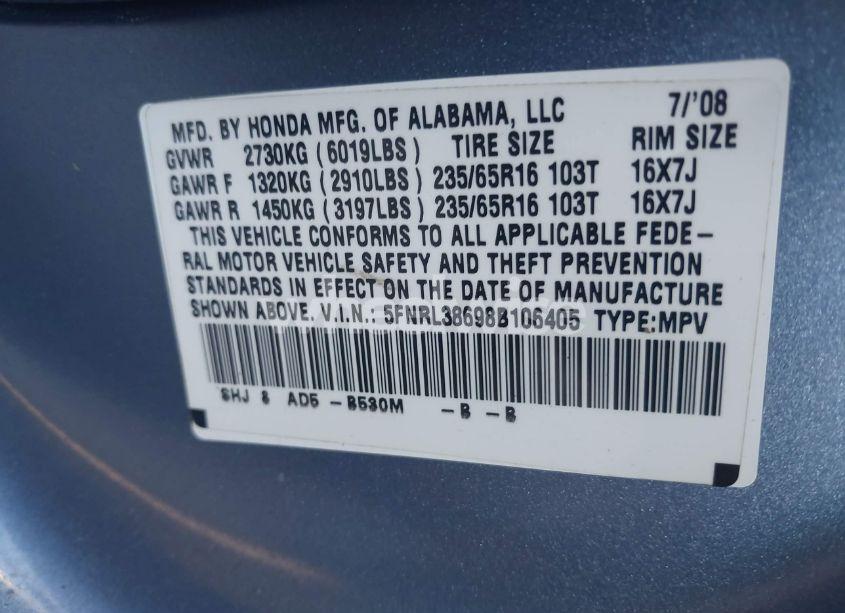 MFD. BY HONDA MFG. OF ALABAMA, LLC 7/'08
GVWR 2730KG (6019LBS) TIRE SIZE RIM SIZE
GAWR F 1320KG (2910LBS) 235/65R16 103T 16X7J
GAWR R 1450KG (3197LBS) 235/65R16 103T 16X7J
THIS VEHICLE CONFORMS TO ALL APPLICABLE FEDE-
RAL MOTOR VEHICLE SAFETY AND THEFT PREVENTION
STANDARDS IN EFFECT ON THE DATE OF MANUFACTURE
SHOWN ABOVE. V.I.N.: 5FNRL38698B106405 TYPE:MPV
SHJ 8 AD5 -B530M -B -B